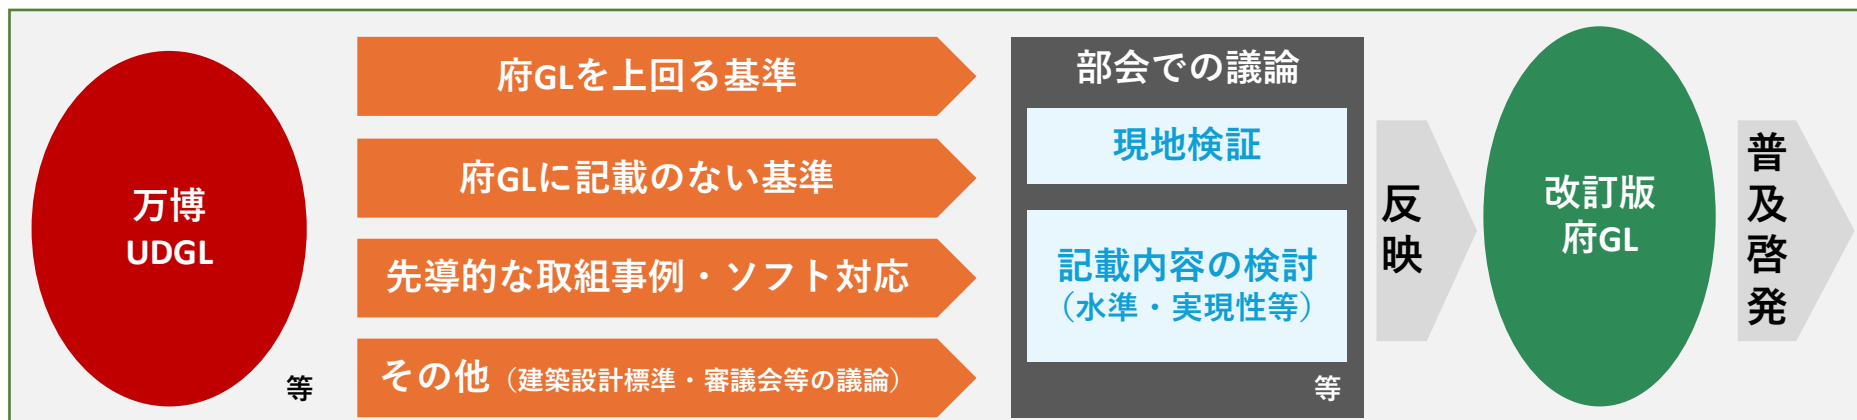 万博
UDGL
等
府GLを上回る基準
府GLに記載のない基準
先導的な取組事例・ソフト対応
その他（建築設計標準・審議会等の議論）
部会での議論
現地検証
記載内容の検討
（水準・実現性等）
等
反映
改訂版
府GL
普及啓発